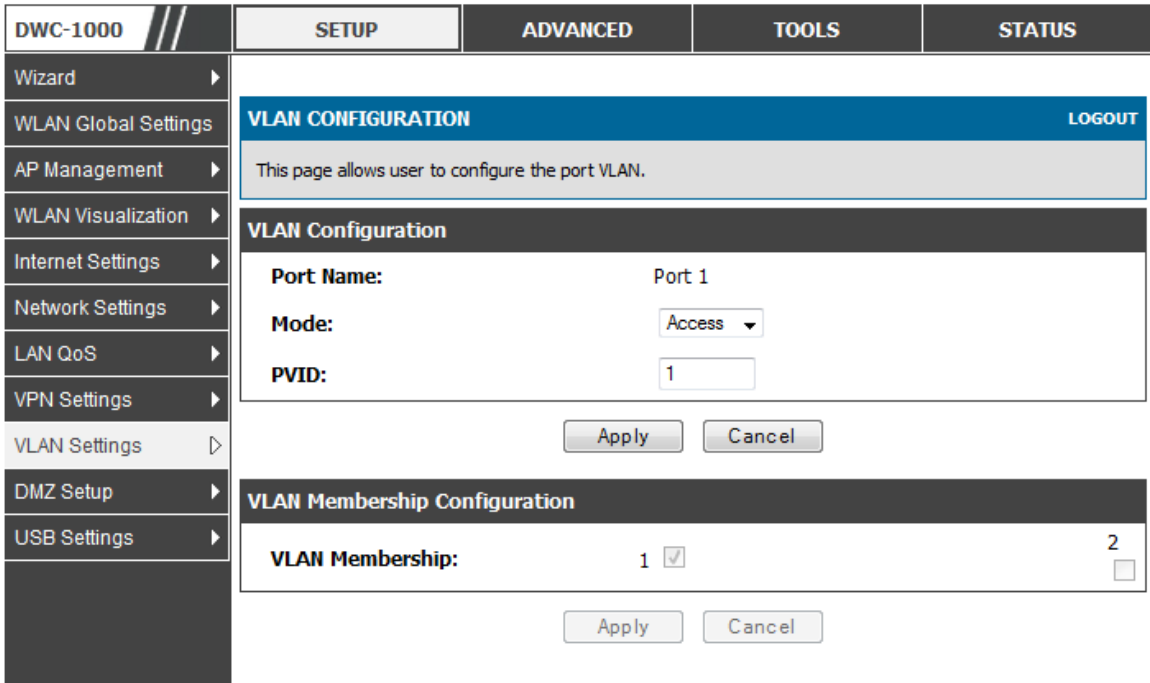 DWC-1000
SETUP
ADVANCED
TOOLS
STATUS
Wizard
WLAN Global Settings
AP Management
WLAN Visualization
Internet Settings
Network Settings
LAN QoS
VPN Settings
VLAN Settings
DMZ Setup
USB Settings
VLAN CONFIGURATION
LOGOUT
This page allows user to configure the port VLAN.
VLAN Configuration
Port Name: Port 1
Mode: Access
PVID: 1
Apply Cancel
VLAN Membership Configuration
VLAN Membership: 1 2
Apply Cancel